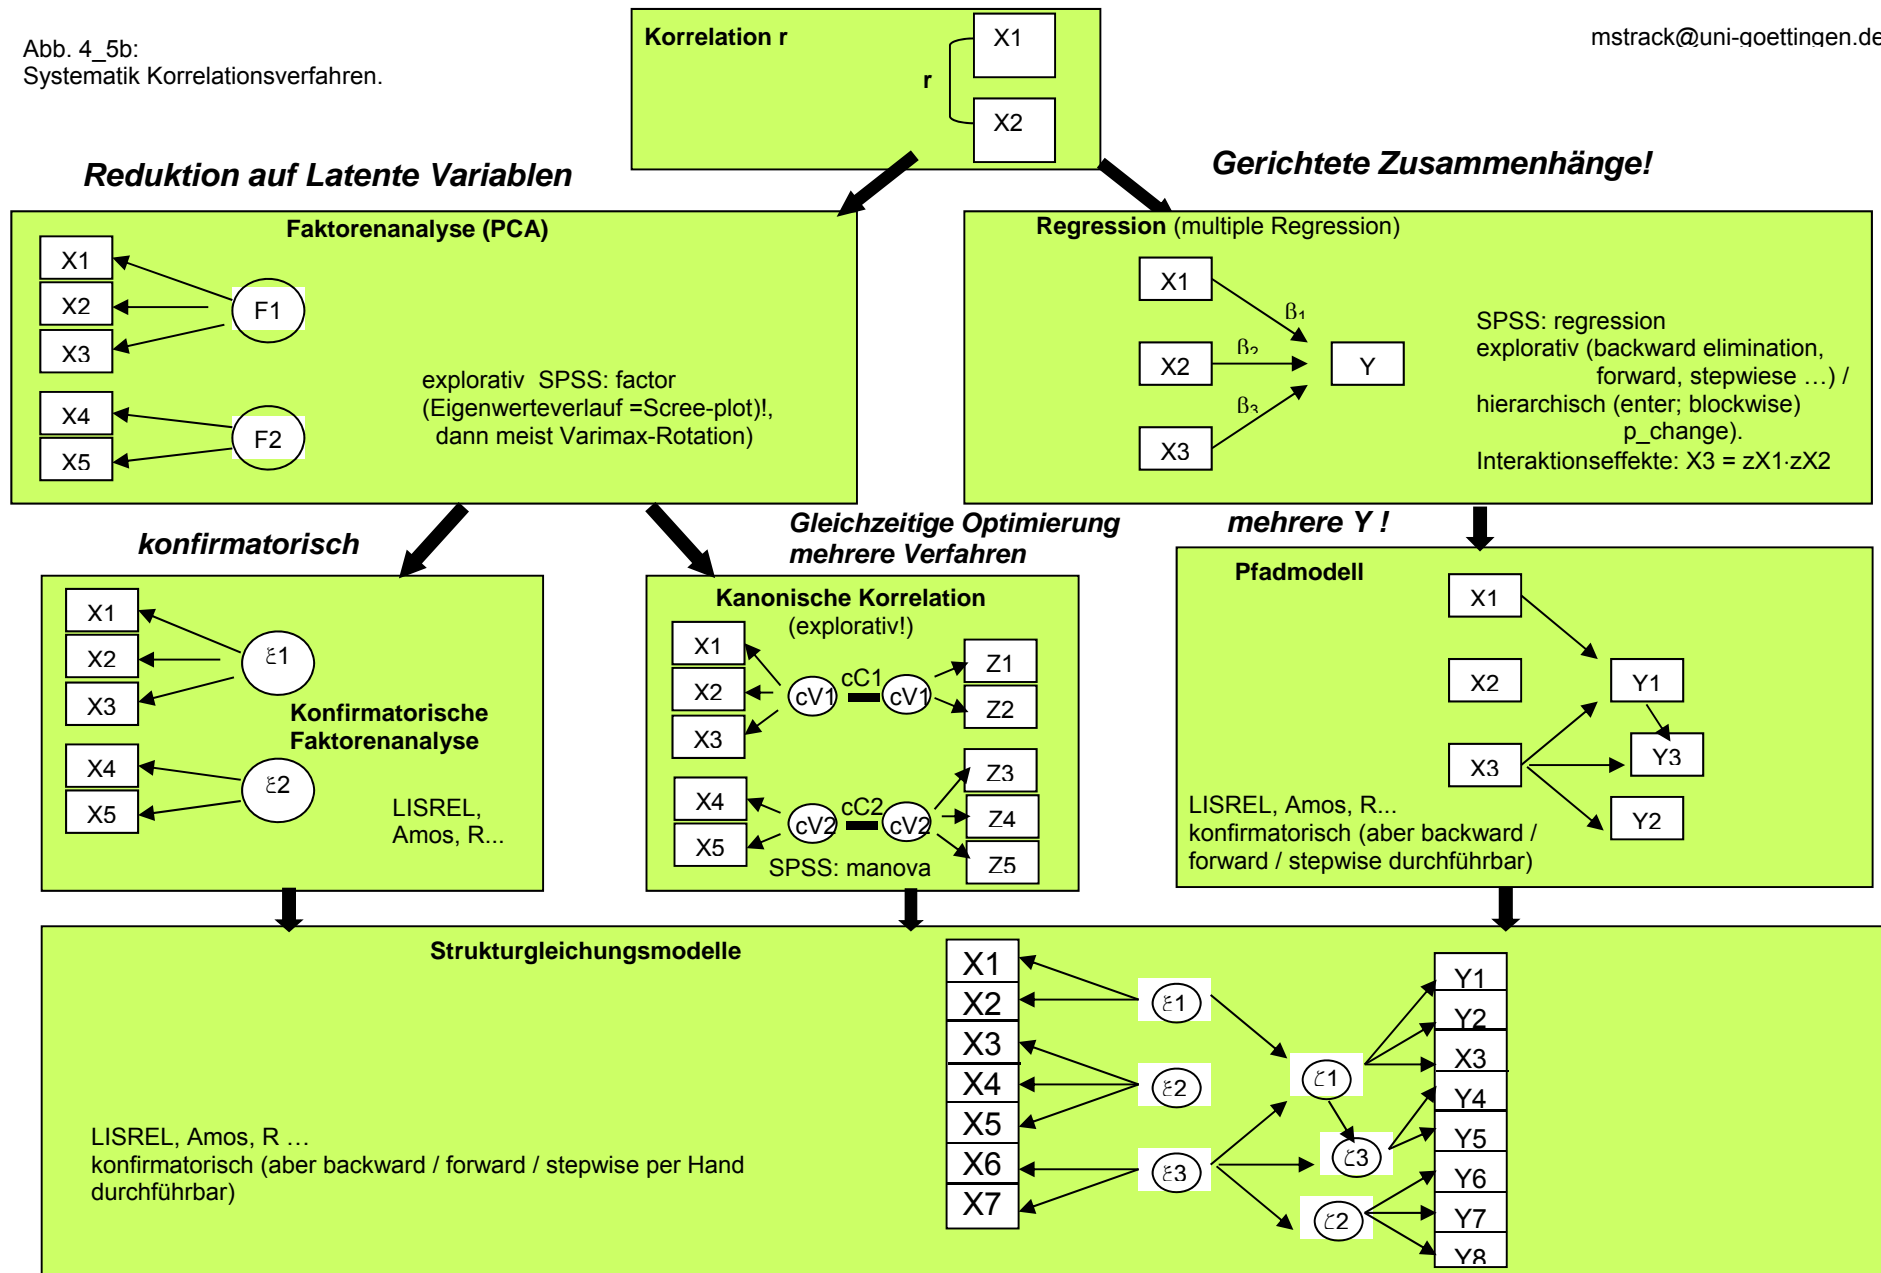 Abb. 4_5b:
Systematik Korrelationsverfahren.
mstrack@uni-goettingen.de
Korrelation r
X1
r
X2
Reduktion auf Latente Variablen
Gerichtete Zusammenhänge!
Faktorenanalyse (PCA)
X1
X2
X3
X4
X5
F1
F2
explorativ SPSS: factor
(Eigenwerteverlauf =Scree-plot)!,
dann meist Varimax-Rotation)
Regression (multiple Regression)
X1
X2
X3
β1
β2
β3
Y
SPSS: regression
explorativ (backward elimination,
forward, stepwiese …) /
hierarchisch (enter; blockwise)
p_change).
Interaktionseffekte: X3 = zX1·zX2
konfirmatorisch
Gleichzeitige Optimierung
mehrere Verfahren
mehrere Y !
X1
X2
X3
X4
X5
ξ1
ξ2
Konfirmatorische
Faktorenanalyse
LISREL,
Amos, R...
Kanonische Korrelation
(explorativ!)
X1
X2
X3
X4
X5
cV1
cC1
cV1
cV2
cC2
cV2
Z1
Z2
Z3
Z4
Z5
SPSS: manova
Pfadmodell
X1
X2
X3
Y1
Y3
Y2
LISREL, Amos, R...
konfirmatorisch (aber backward /
forward / stepwise durchführbar)
Strukturgleichungsmodelle
LISREL, Amos, R …
konfirmatorisch (aber backward / forward / stepwise per Hand
durchführbar)
X1
X2
X3
X4
X5
X6
X7
ξ1
ξ2
ξ3
ζ1
ζ3
ζ2
Y1
Y2
X3
Y4
Y5
Y6
Y7
Y8